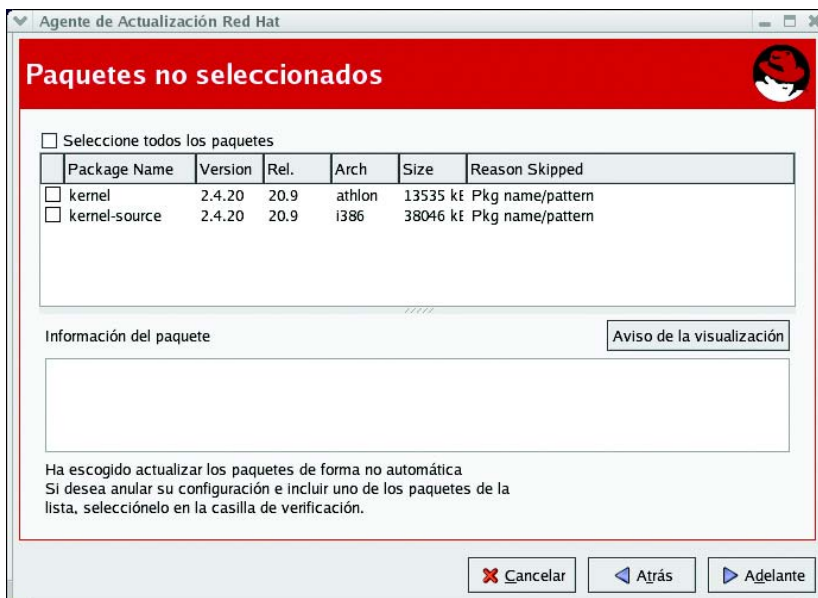 Agente de Actualización Red Hat
Paquetes no seleccionados
Seleccione todos los paquetes
Package Name Version Rel. Arch Size Reason Skipped
kernel 2.4.20 20.9 athlon 13535 kE Pkg name/pattern
kernel-source 2.4.20 20.9 i386 38046 kE Pkg name/pattern
Información del paquete Aviso de la visualización
Ha escogido actualizar los paquetes de forma no automática
Si desea anular su configuración e incluir uno de los paquetes de la
lista, selecciónelo en la casilla de verificación.
Cancelar Atrás Adelante